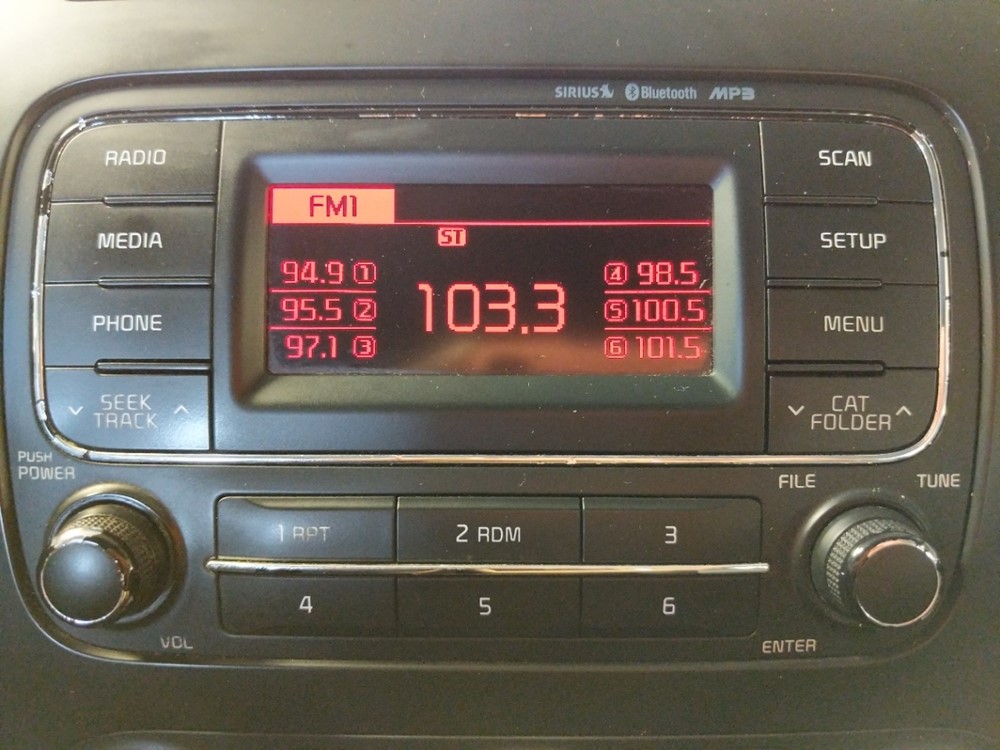 SIRIUS Bluetooth MP3
RADIO
SCAN
FM1
ST
MEDIA
SETUP
94.9 1
4 98.5
95.5 2
103.3
5 100.5
PHONE
MENU
97.1 3
6 101.5
SEEK
TRACK
CAT
FOLDER
PUSH
POWER
FILE
TUNE
1 RPT
2 RDM
3
4
5
6
VOL
ENTER